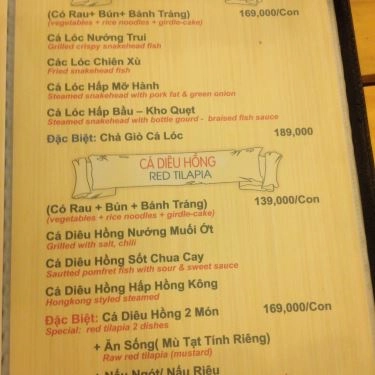 (Có Rau+ Bún+ Bánh Tráng) 169,000/Con
(vegetables + rice noodles + girdle-cake)
Cá Lóc Nướng Trui
Grilled crispy snakehead fish
Các Lóc Chiên Xù
Fried snakehead fish
Cá Lóc Hấp Mỡ Hành
Steamed snakehead with pork fat & green onion
Cá Lóc Hấp Bầu – Kho Quẹt
Steamed snakehead with bottle gourd - braised fish sauce
Đặc Biệt: Chả Giò Cá Lóc 189,000
CÁ DIÊU HỒNG
RED TILAPIA
(Có Rau + Bún + Bánh Tráng) 139,000/Con
(vegetables + rice noodles + girdle-cake)
Cá Diêu Hồng Nướng Muối Ớt
Grilled with salt, chili
Cá Diêu Hồng Sốt Chua Cay
Sautted pomfret fish with sour & sweet sauce
Cá Diêu Hồng Hấp Hồng Kông
Hongkong styled steamed
Đặc Biệt: Cá Diêu Hồng 2 Món 169,000/Con
Special: red tilapia 2 dishes
+ Ăn Sống( Mù Tạt Tính Riêng)
Raw red tilapia (mustard)
+ Nấu Ngót/ Nấu Riêu